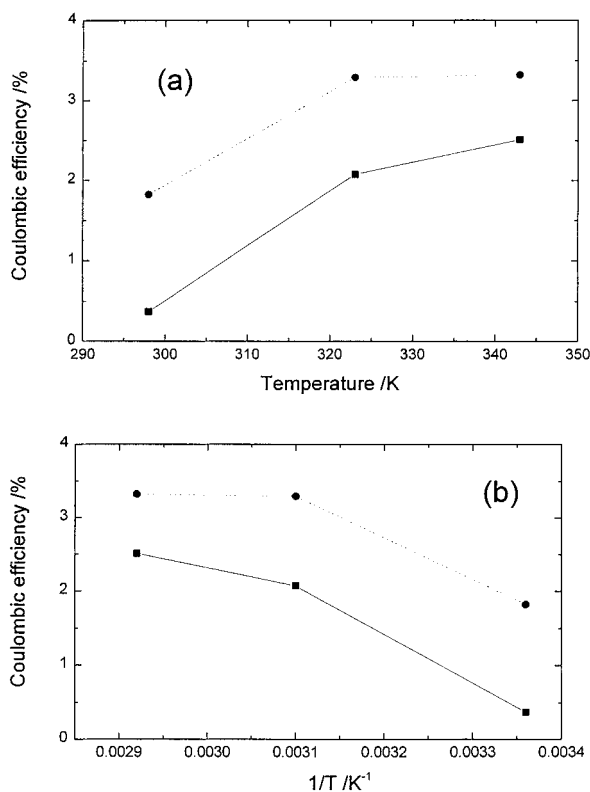 4
3
2
1
0
(a)
Coulombic efficiency /%
290 300 310 320 330 340 350
Temperature /K
4
3
2
1
0
(b)
Coulombic efficiency /%
0.0029 0.0030 0.0031 0.0032 0.0033 0.0034
1/T /K⁻¹